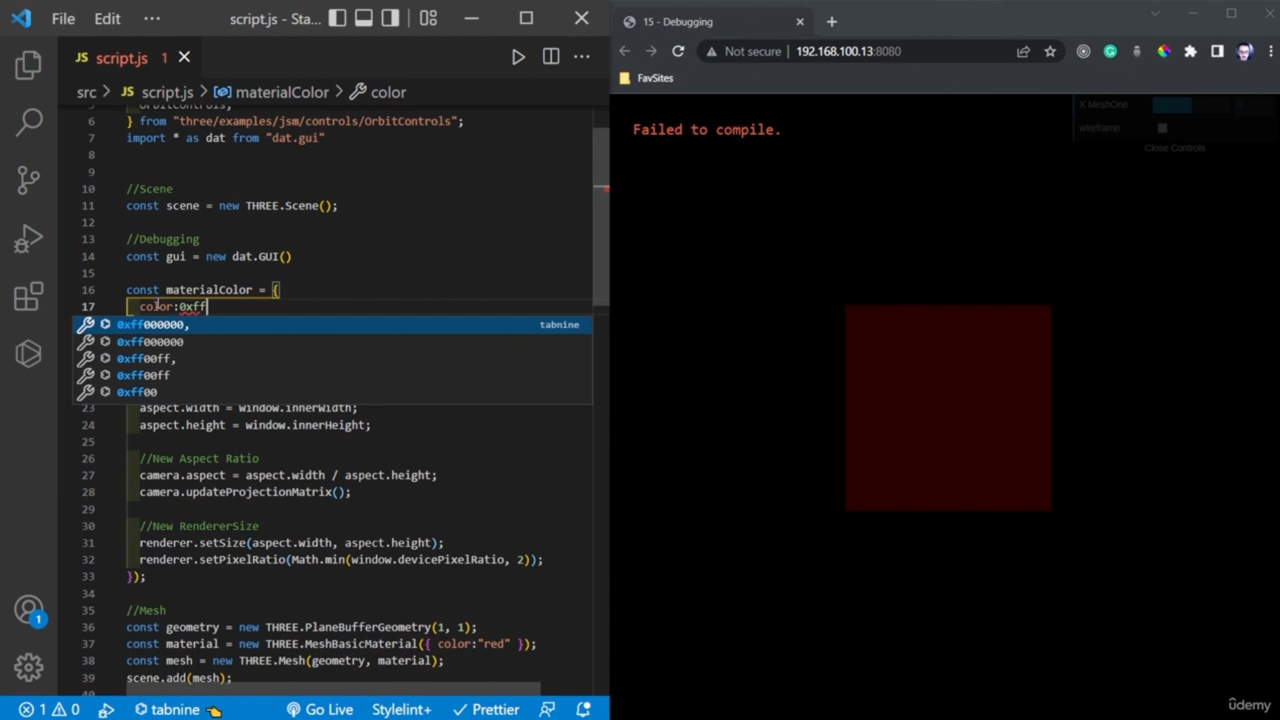 File Edit ··· script.js - Sta...
JS script.js 1
src > JS script.js > materialColor > color
5 OrbitControls,
6 } from "three/examples/jsm/controls/OrbitControls";
7 import * as dat from "dat.gui"
8
9
10 //Scene
11 const scene = new THREE.Scene();
12
13 //Debugging
14 const gui = new dat.GUI()
15
16 const materialColor = {
17 color:0xff
0xff000000, tabnine
0xff000000
0xff00ff,
0xff00ff
0xff00
23 aspect.width = window.innerWidth;
24 aspect.height = window.innerHeight;
25
26 //New Aspect Ratio
27 camera.aspect = aspect.width / aspect.height;
28 camera.updateProjectionMatrix();
29
30 //New RendererSize
31 renderer.setSize(aspect.width, aspect.height);
32 renderer.setPixelRatio(Math.min(window.devicePixelRatio, 2));
33 });
34
35 //Mesh
36 const geometry = new THREE.PlaneBufferGeometry(1, 1);
37 const material = new THREE.MeshBasicMaterial({ color:"red" });
38 const mesh = new THREE.Mesh(geometry, material);
39 scene.add(mesh);
40
1
1 0 tabnine Go Live Stylelint+ Prettier
15 - Debugging
Not secure 192.168.100.13:8080
FavSites
Failed to compile.
X MeshOne 0
wireframe
Close Controls
ûdemy